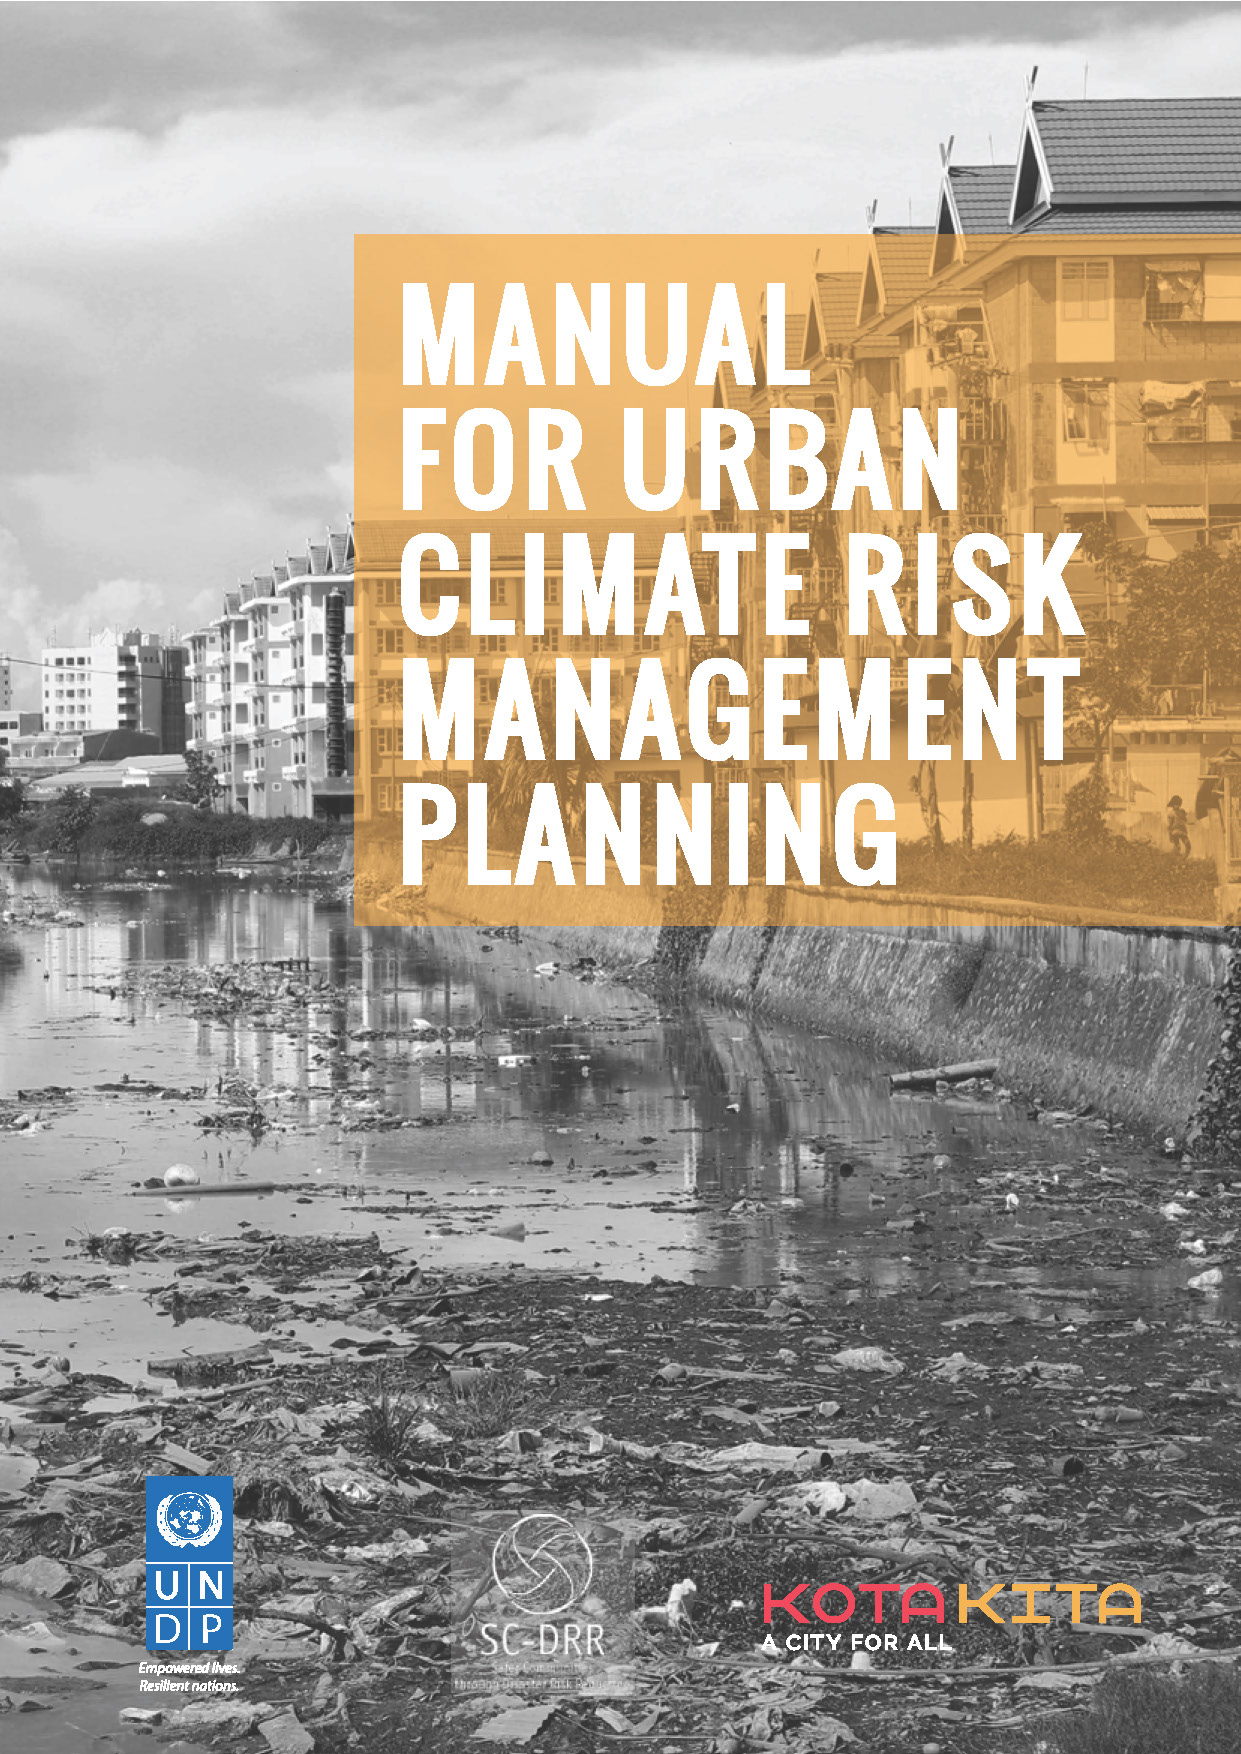 MANUAL
FOR URBAN
CLIMATE RISK
MANAGEMENT
PLANNING
U N
D P
Empowered lives.
Resilient nations.
SC-DRR
Safer Communities
through Disaster Risk Reduction
KOTA KITA
A CITY FOR ALL